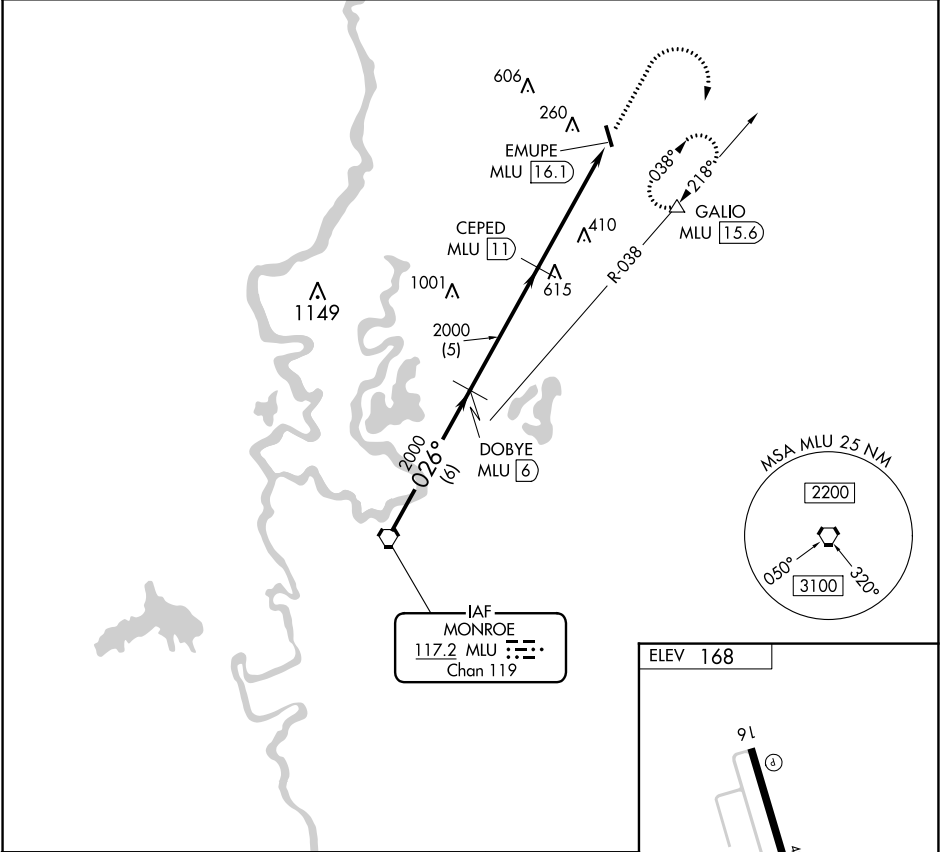 606
260
EMUPE
MLU 16.1
038°
218°
GALIO
MLU 15.6
CEPED
MLU 11
410
R-038
615
1001
1149
2000
(5)
DOBYE
MLU 6
2000
026°
(6)
MSA MLU 25 NM
2200
050°
320°
3100
IAF
MONROE
117.2 MLU
Chan 119
ELEV 168
16
P
A